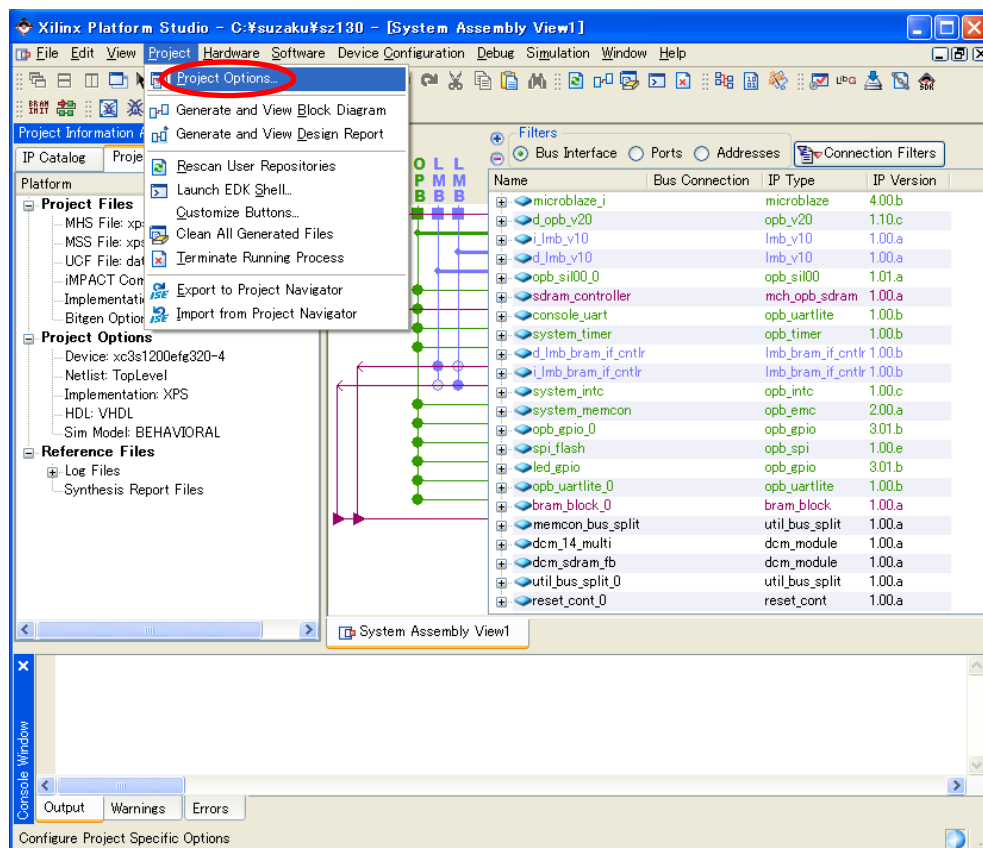 Xilinx Platform Studio - C:¥suzaku¥sz130 - [System Assembly View1]
File Edit View Project Hardware Software Device Configuration Debug Simulation Window Help
Project Options...
Generate and View Block Diagram
Generate and View Design Report
Rescan User Repositories
Launch EDK Shell...
Customize Buttons...
Clean All Generated Files
Terminate Running Process
Export to Project Navigator
Import from Project Navigator
Project Information
IP Catalog
Platform
Project Files
MHS File: xp
MSS File: xp
UCF File: da
iMPACT Com
Implementati
Bitgen Option
Project Options
Device: xc3s1200efg320-4
Netlist: TopLevel
Implementation: XPS
HDL: VHDL
Sim Model: BEHAVIORAL
Reference Files
Log Files
Synthesis Report Files
OPB LMB LMB
Filters
Bus Interface Ports Addresses Connection Filters
Name Bus Connection IP Type IP Version
microblaze_i microblaze 4.00.b
d_opb_v20 opb_v20 1.10.c
i_lmb_v10 lmb_v10 1.00.a
d_lmb_v10 lmb_v10 1.00.a
opb_sil00_0 opb_sil00 1.01.a
sdram_controller mch_opb_sdram 1.00.a
console_uart opb_uartlite 1.00.b
system_timer opb_timer 1.00.b
d_lmb_bram_if_cntlr lmb_bram_if_cntlr 1.00.b
i_lmb_bram_if_cntlr lmb_bram_if_cntlr 1.00.b
system_intc opb_intc 1.00.c
system_memcon opb_emc 2.00.a
opb_gpio_0 opb_gpio 3.01.b
spi_flash opb_spi 1.00.e
led_gpio opb_gpio 3.01.b
opb_uartlite_0 opb_uartlite 1.00.b
bram_block_0 bram_block 1.00.a
memcon_bus_split util_bus_split 1.00.a
dcm_14_multi dcm_module 1.00.a
dcm_sdram_fb dcm_module 1.00.a
util_bus_split_0 util_bus_split 1.00.a
reset_cont_0 reset_cont 1.00.a
System Assembly View1
Console Window
Output Warnings Errors
Configure Project Specific Options